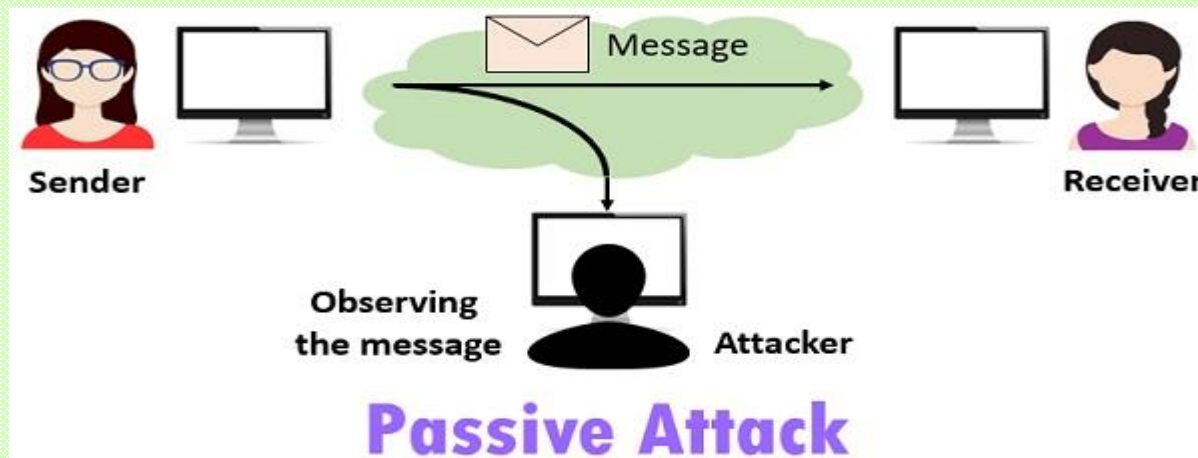 Message
Sender
Receiver
Observing
the message
Attacker
Passive Attack